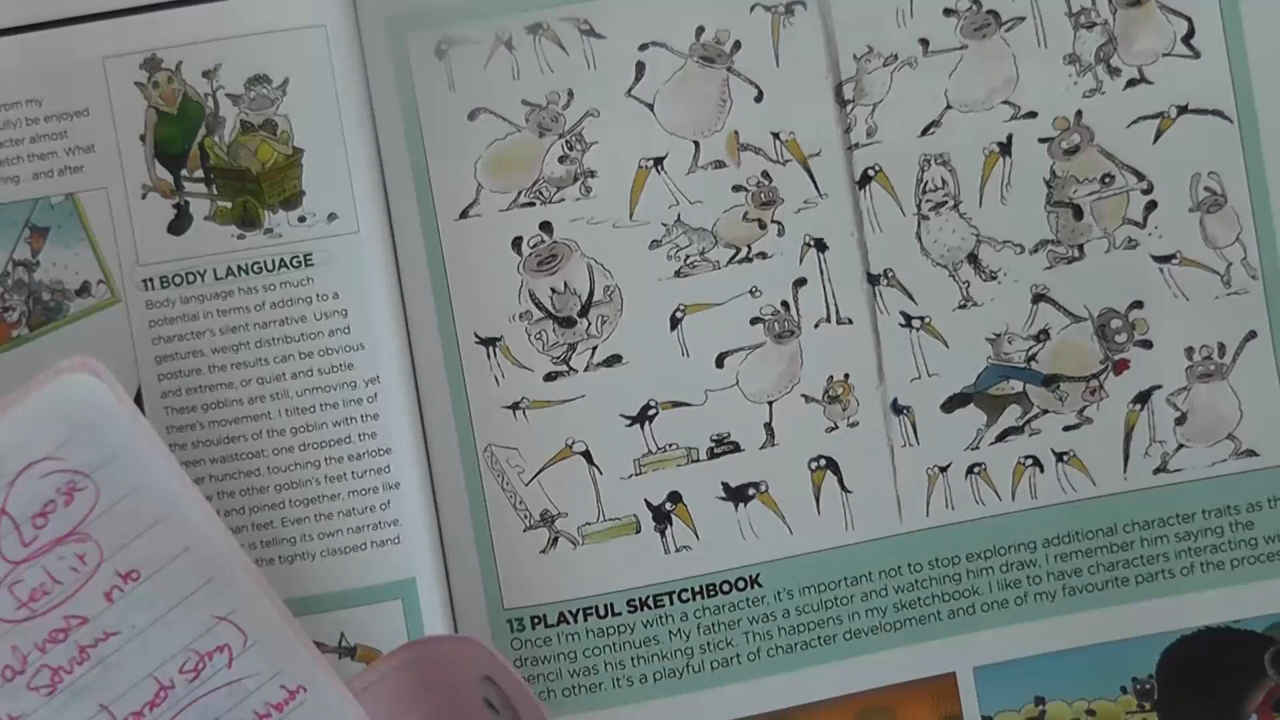 rom my
ully) be enjoyed
acter almost
etch them. What
ing... and after
11 BODY LANGUAGE
Body language has so much
potential in terms of adding to a
character's silent narrative. Using
gestures, weight distribution and
posture, the results can be obvious
and extreme, or quiet and subtle
These goblins are still, unmoving, yet
there's movement. I tilted the line of
the shoulders of the goblin with the
reen waistcoat; one dropped, the
er hunched, touching the earlobe
the other goblin's feet turned
and joined together, more like
an feet. Even the nature of
is telling its own narrative.
the tightly clasped hand
Loose
feel it
13 PLAYFUL SKETCHBOOK
Once I'm happy with a character, it's important not to stop exploring additional character traits as th
drawing continues. My father was a sculptor and watching him draw, I remember him saying the
encil was his thinking stick. This happens in my sketchbook. I like to have characters interacting wi
ch other. It's a playful part of character development and one of my favourite parts of the proces